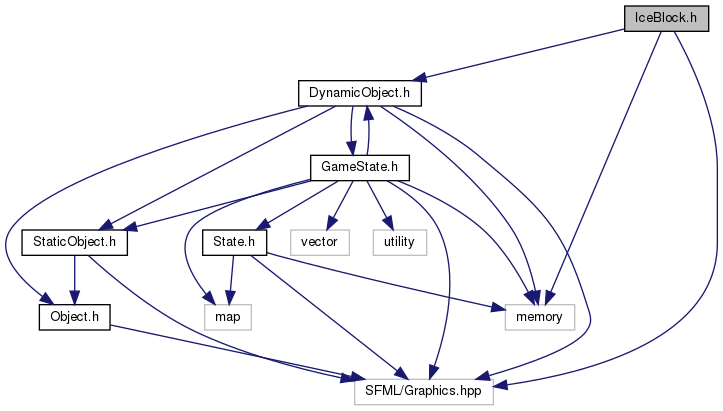 IceBlock.h
DynamicObject.h
GameState.h
StaticObject.h
State.h
vector
utility
Object.h
map
memory
SFML/Graphics.hpp